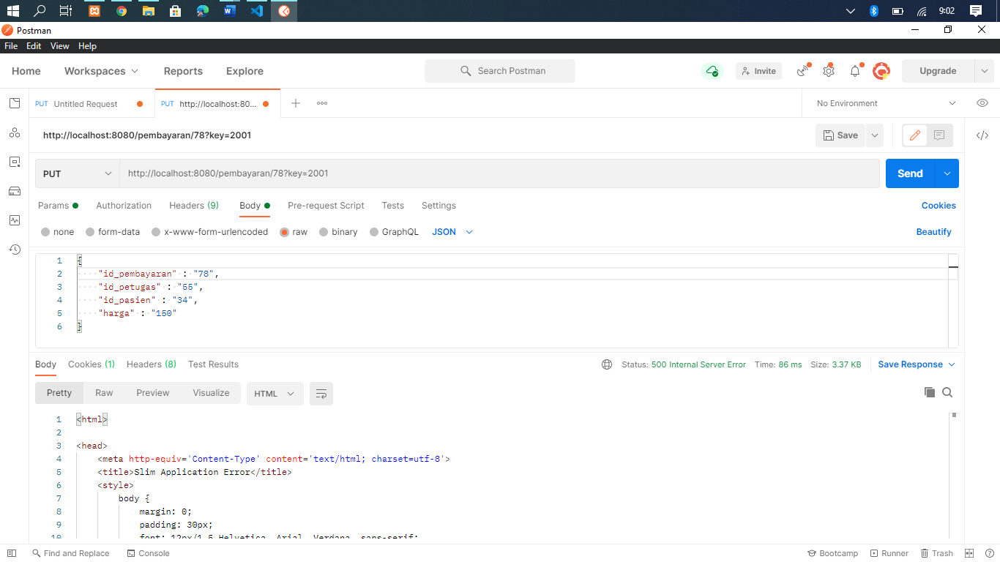 9:02
Postman
File Edit View Help
Home Workspaces Reports Explore Search Postman Invite Upgrade
PUT Untitled Request PUT http://localhost:80... No Environment
http://localhost:8080/pembayaran/78?key=2001 Save
PUT http://localhost:8080/pembayaran/78?key=2001 Send
Params Authorization Headers (9) Body Pre-request Script Tests Settings Cookies
none form-data x-www-form-urlencoded raw binary GraphQL JSON Beautify
1 {
2 "id_pembayaran" : "78",
3 "id_petugas" : "55",
4 "id_pasien" : "34",
5 "harga" : "150"
6 }
Body Cookies (1) Headers (8) Test Results Status: 500 Internal Server Error Time: 86 ms Size: 3.37 KB Save Response
Pretty Raw Preview Visualize HTML
1 <html>
2
3 <head>
4 <meta http-equiv='Content-Type' content='text/html; charset=utf-8'>
5 <title>Slim Application Error</title>
6 <style>
7 body {
8 margin: 0;
9 padding: 30px;
10 font: 12px/1.5 Helvetica, Arial, Verdana, sans-serif;
Find and Replace Console Bootcamp Runner Trash